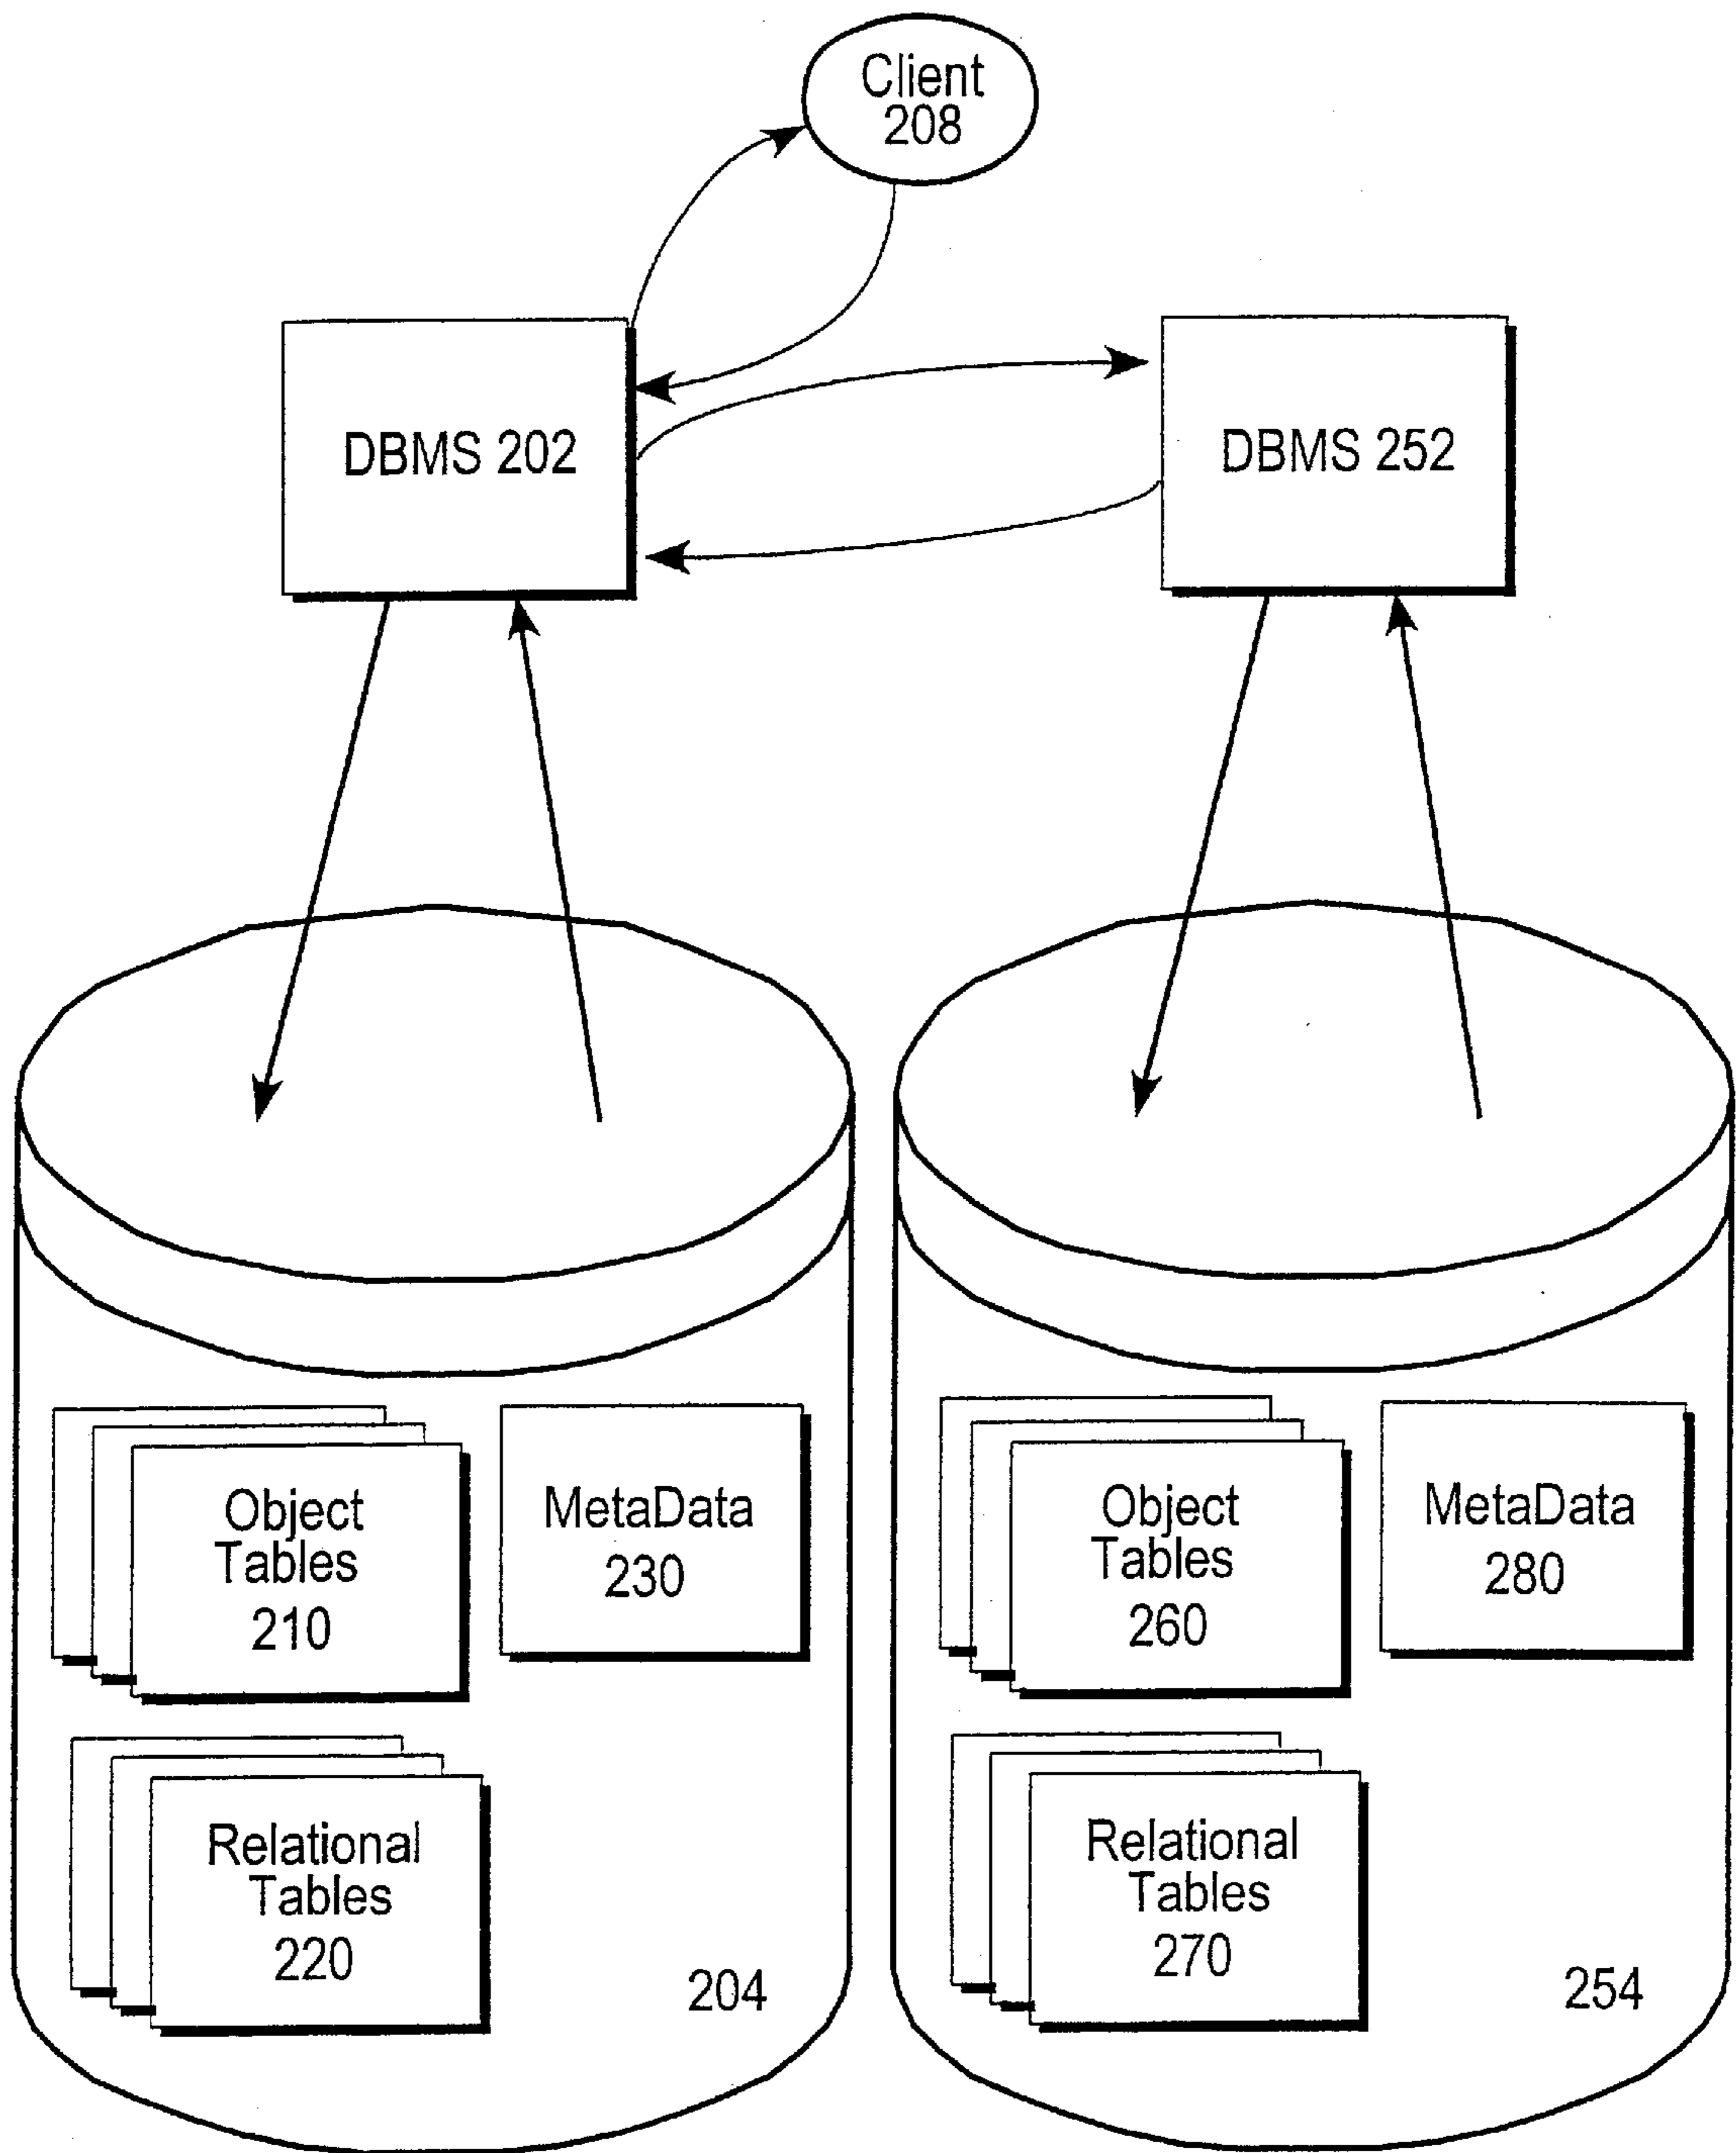 Client
208
DBMS 202
DBMS 252
Object
Tables
210
MetaData
230
Relational
Tables
220
204
Object
Tables
260
MetaData
280
Relational
Tables
270
254